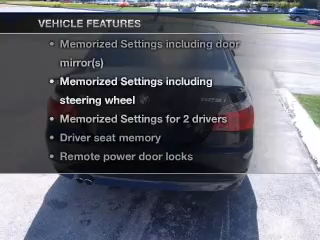 VEHICLE FEATURES
• Memorized Settings including door
mirror(s)
• Memorized Settings including
steering wheel
• Memorized Settings for 2 drivers
• Driver seat memory
• Remote power door locks